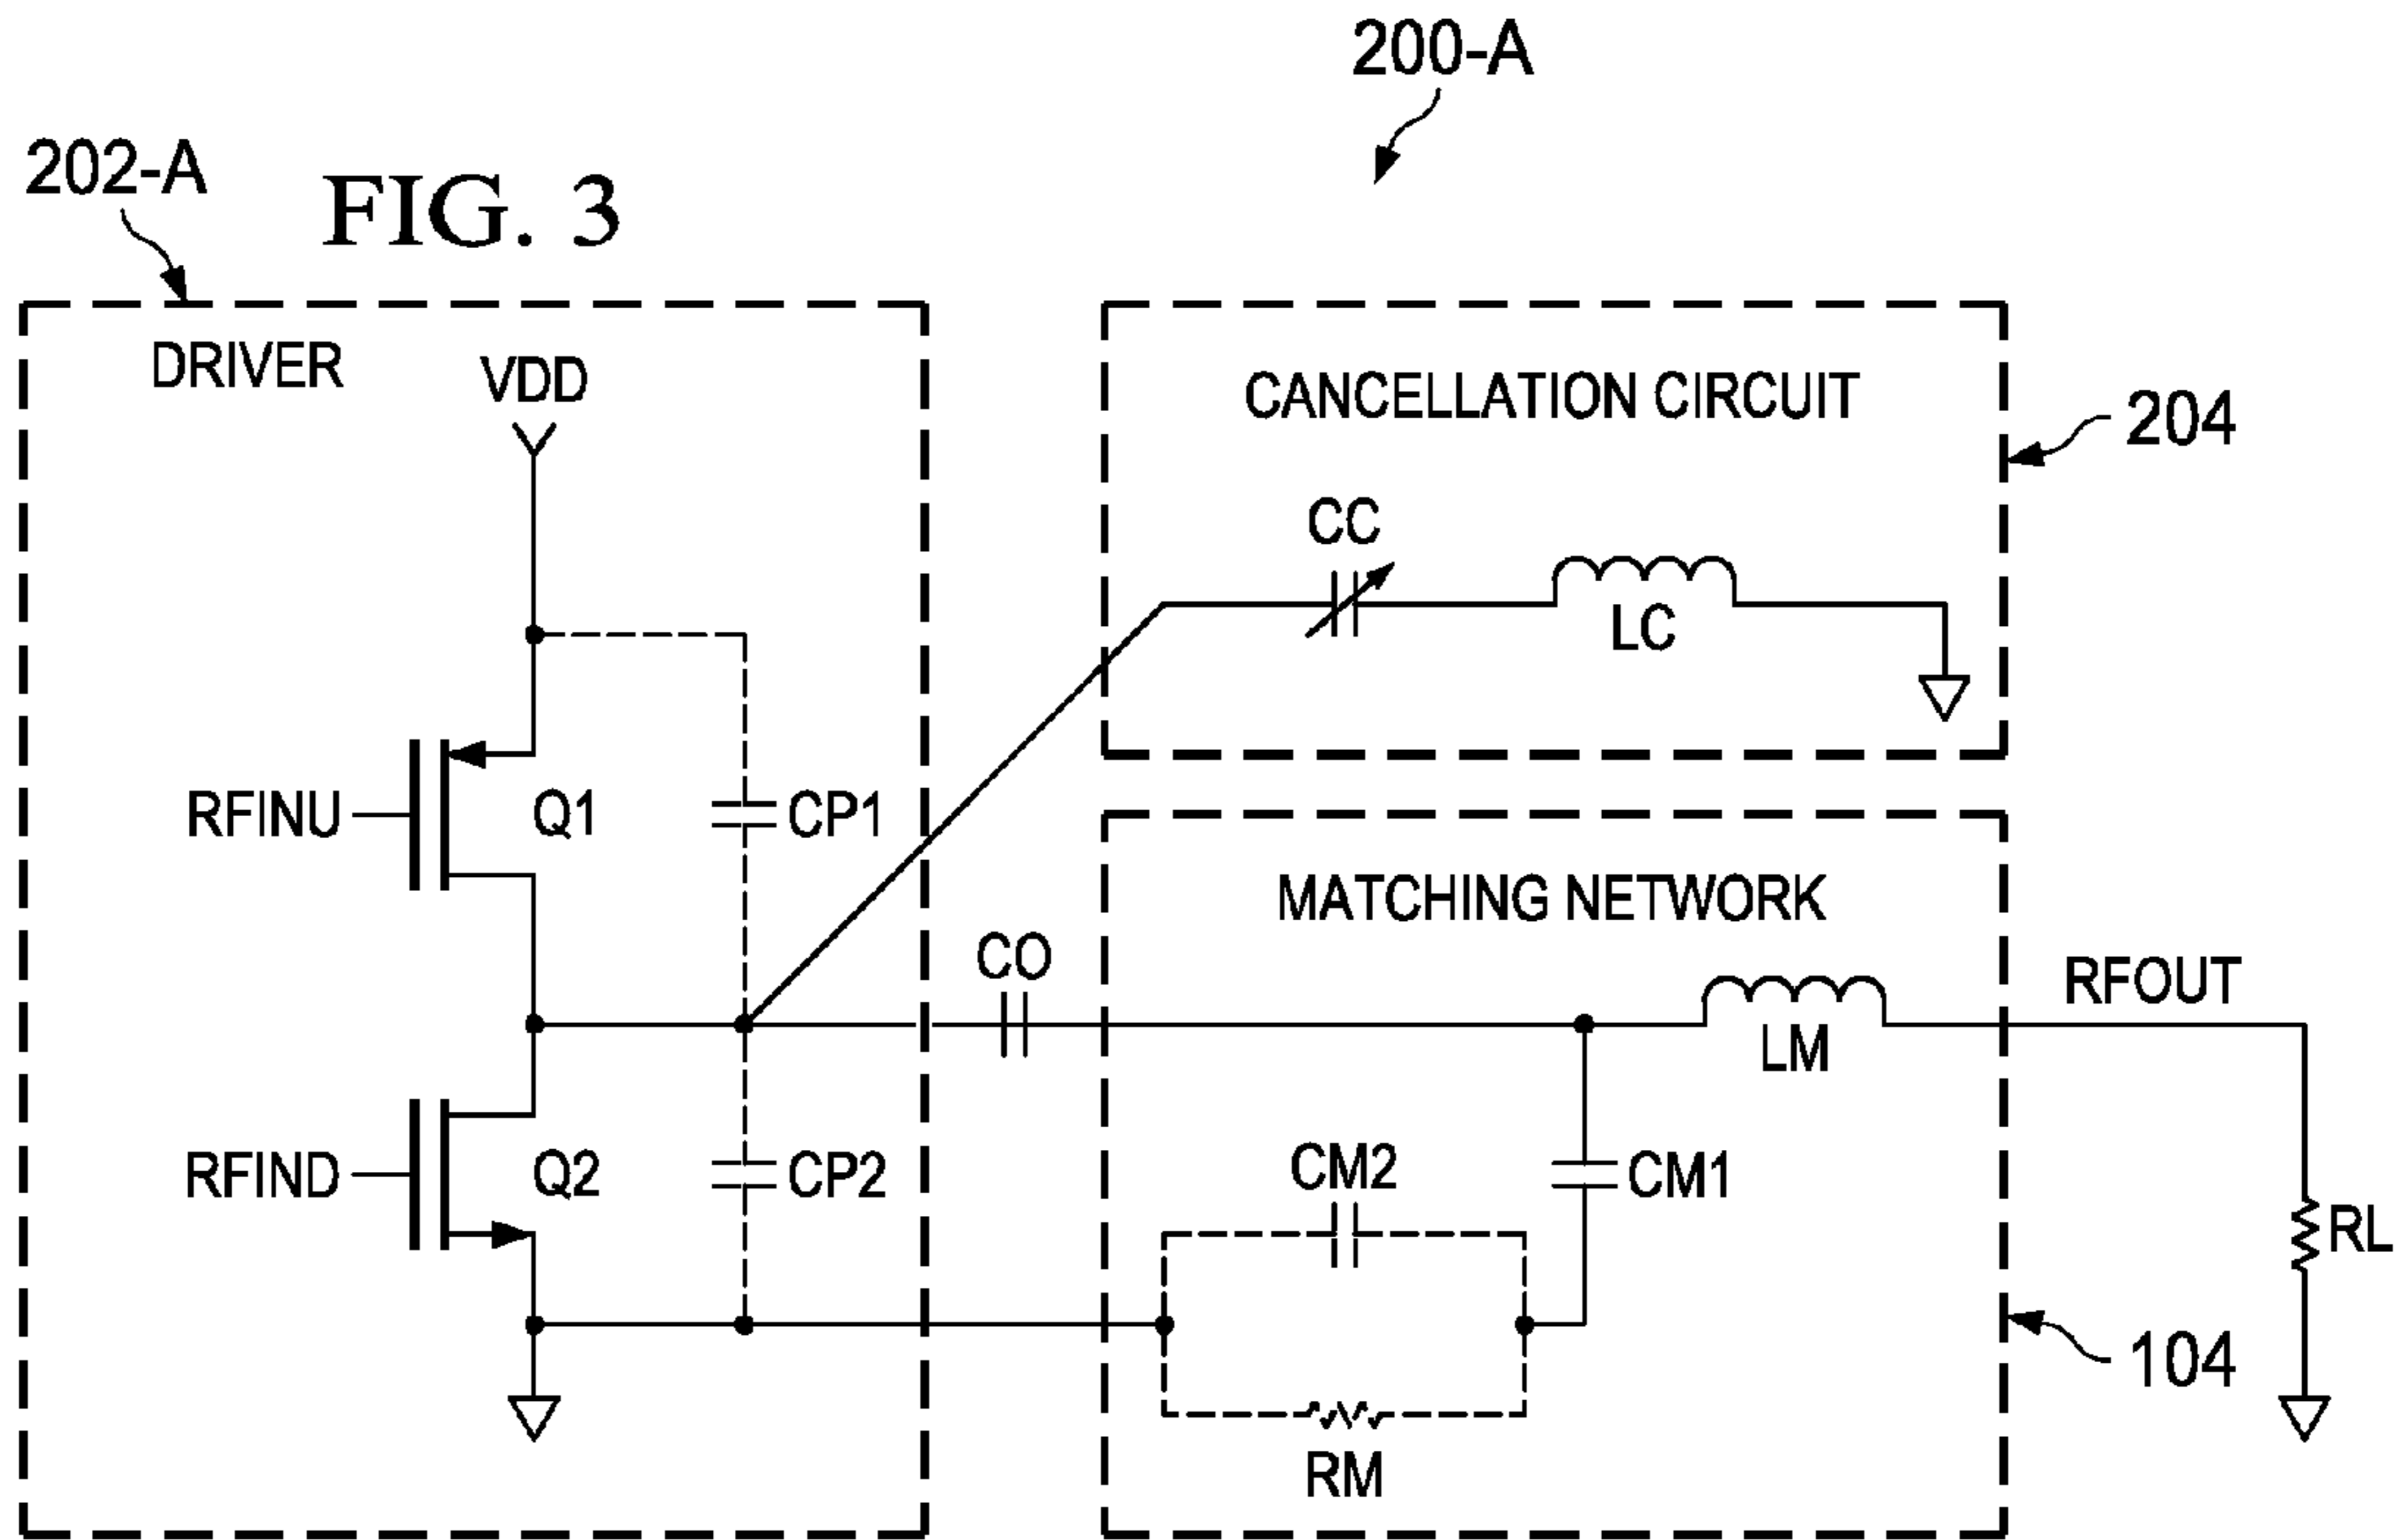 200-A
202-A
FIG. 3
DRIVER
VDD
CANCELLATION CIRCUIT
204
CC
LC
RFINU
Q1
CP1
MATCHING NETWORK
CO
RFOUT
LM
RFIND
Q2
CP2
CM2
CM1
RL
104
RM